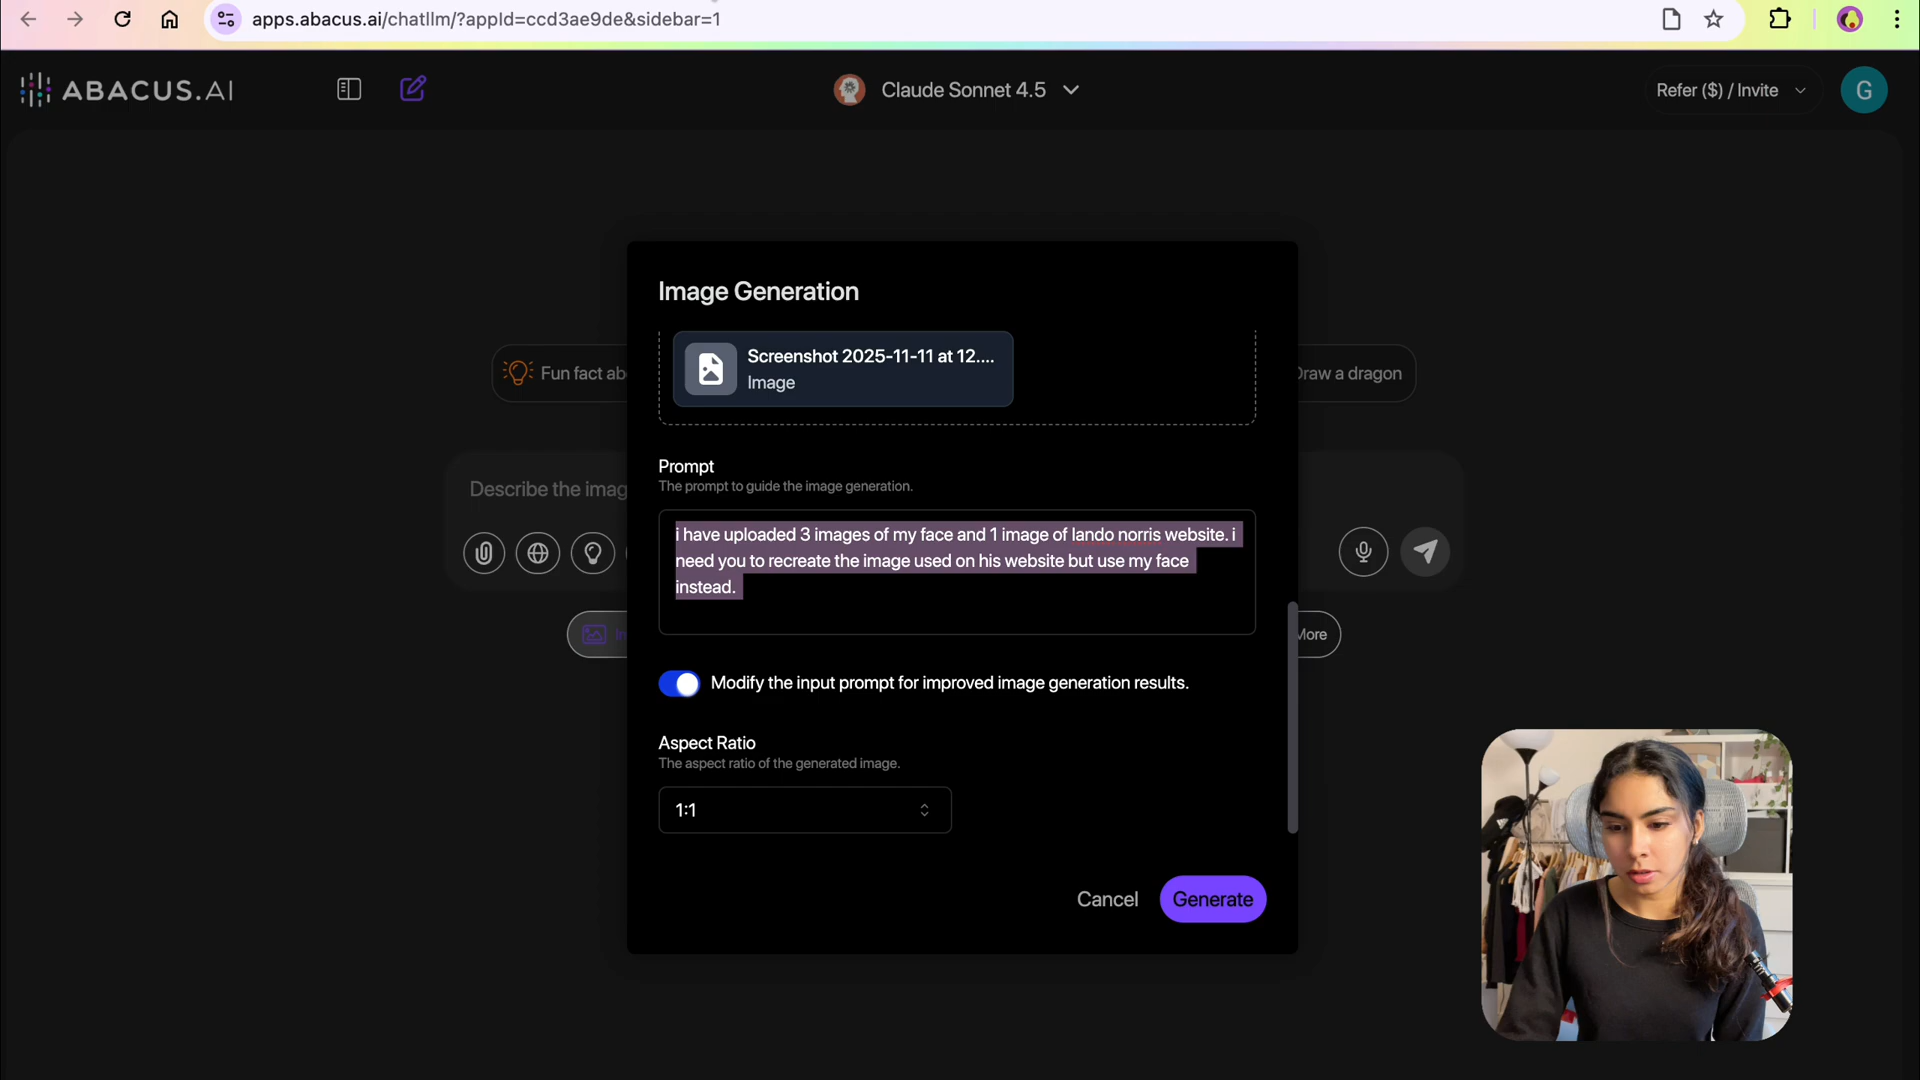 apps.abacus.ai/chatllm/?appId=ccd3ae9de&sidebar=1
ABACUS.AI
Claude Sonnet 4.5
Refer ($) / Invite
G
Image Generation
Screenshot 2025-11-11 at 12....
Image
Fun fact ab
Draw a dragon
Prompt
The prompt to guide the image generation.
Describe the imag
i have uploaded 3 images of my face and 1 image of lando norris website. i
need you to recreate the image used on his website but use my face
instead.
Im
More
Modify the input prompt for improved image generation results.
Aspect Ratio
The aspect ratio of the generated image.
1:1
Cancel
Generate